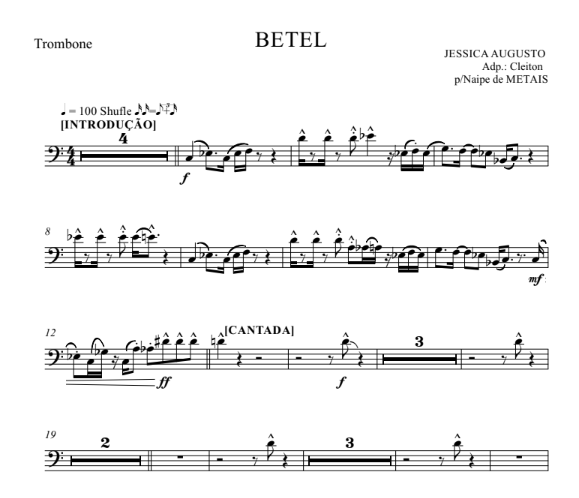 BETEL
Trombone
JESSICA AUGUSTO
Adp.: Cleiton
p/Naipe de METAIS
♩ = 100 Shufle
[INTRODUÇÃO]
4
f
8
mf
12
[CANTADA]
3
ff
f
19
2
3